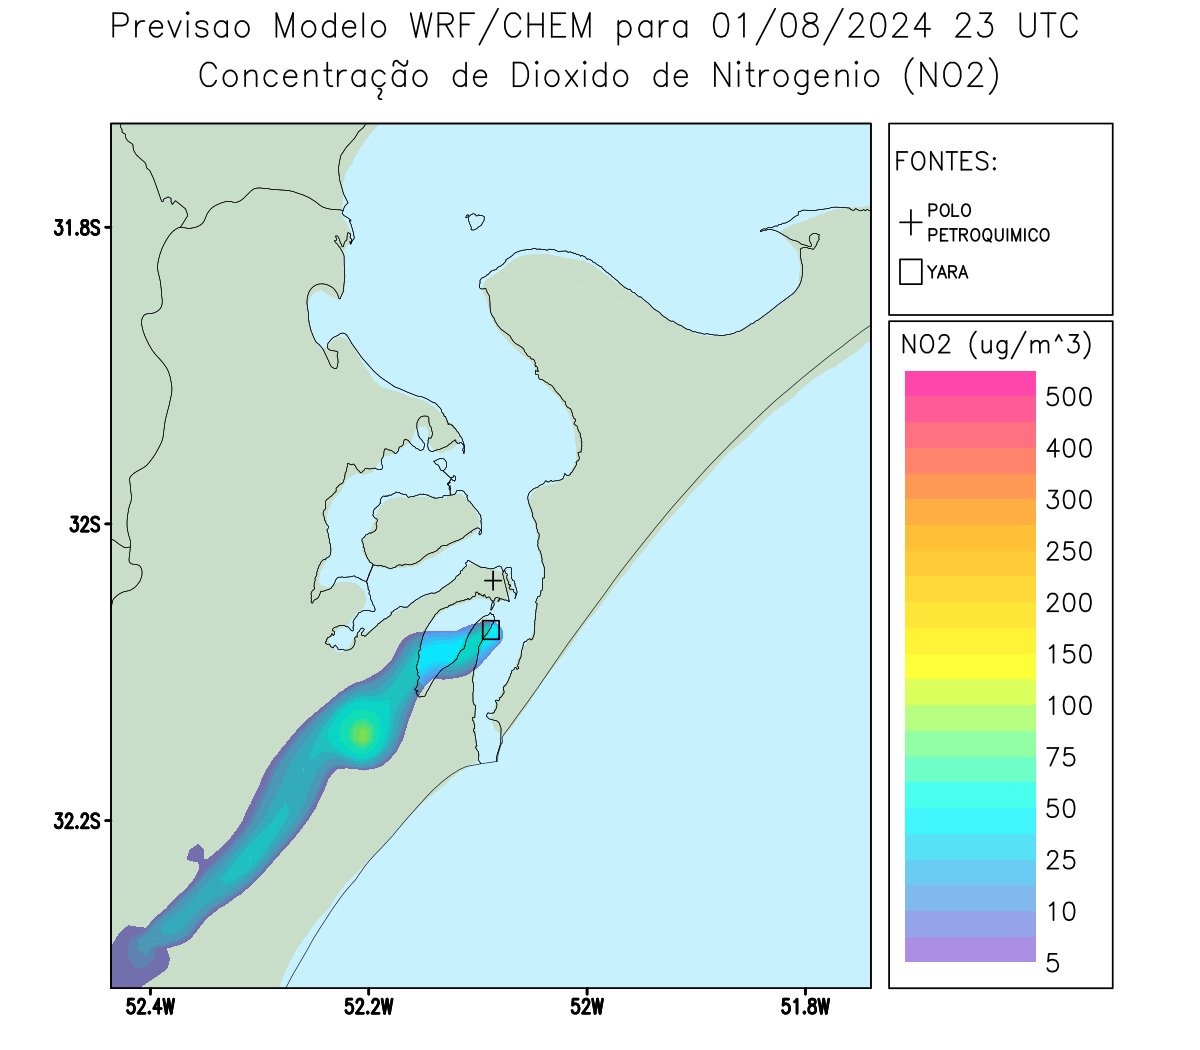 Previsao Modelo WRF/CHEM para 01/08/2024 23 UTC
Concentração de Dioxido de Nitrogenio (NO2)
FONTES:
POLO
PETROQUIMICO
YARA
31.8S
32S
32.2S
52.4W
52.2W
52W
51.8W
NO2 (ug/m^3)
500
400
300
250
200
150
100
75
50
25
10
5